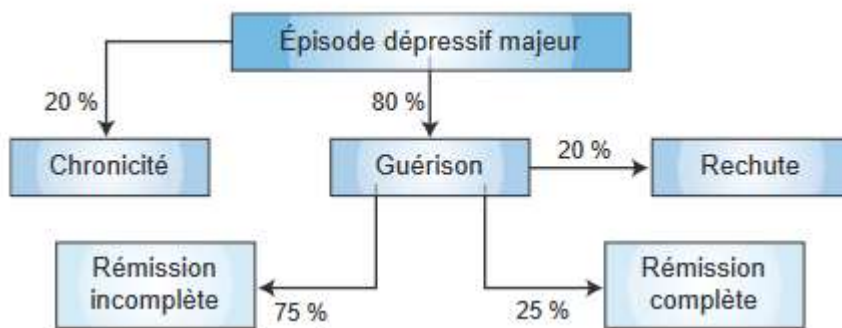 Épisode dépressif majeur
20 %
80 %
Chronicité
Guérison
20 %
Rechute
Rémission
incomplète
75 %
25 %
Rémission
complète